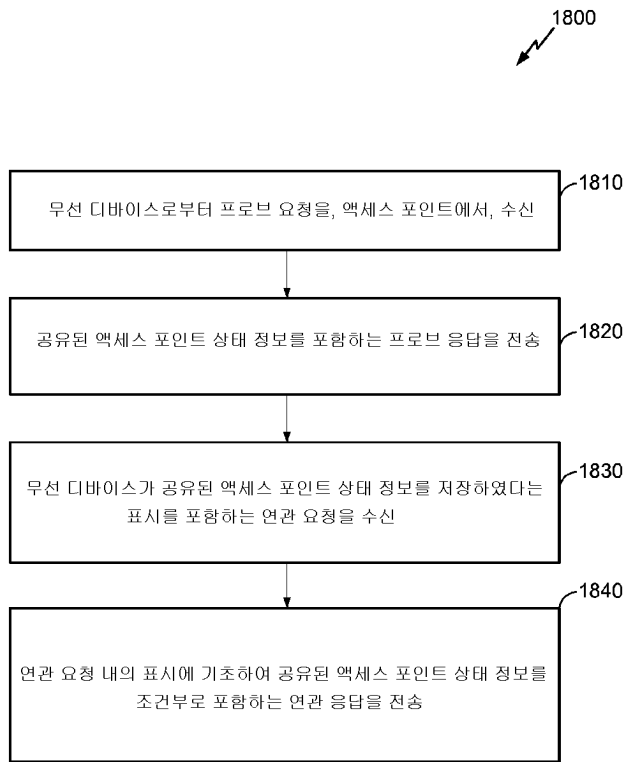 1800
1810
무선 디바이스로부터 프로브 요청을, 액세스 포인트에서, 수신
1820
공유된 액세스 포인트 상태 정보를 포함하는 프로브 응답을 전송
1830
무선 디바이스가 공유된 액세스 포인트 상태 정보를 저장하였다는
표시를 포함하는 연관 요청을 수신
1840
연관 요청 내의 표시에 기초하여 공유된 액세스 포인트 상태 정보를
조건부로 포함하는 연관 응답을 전송